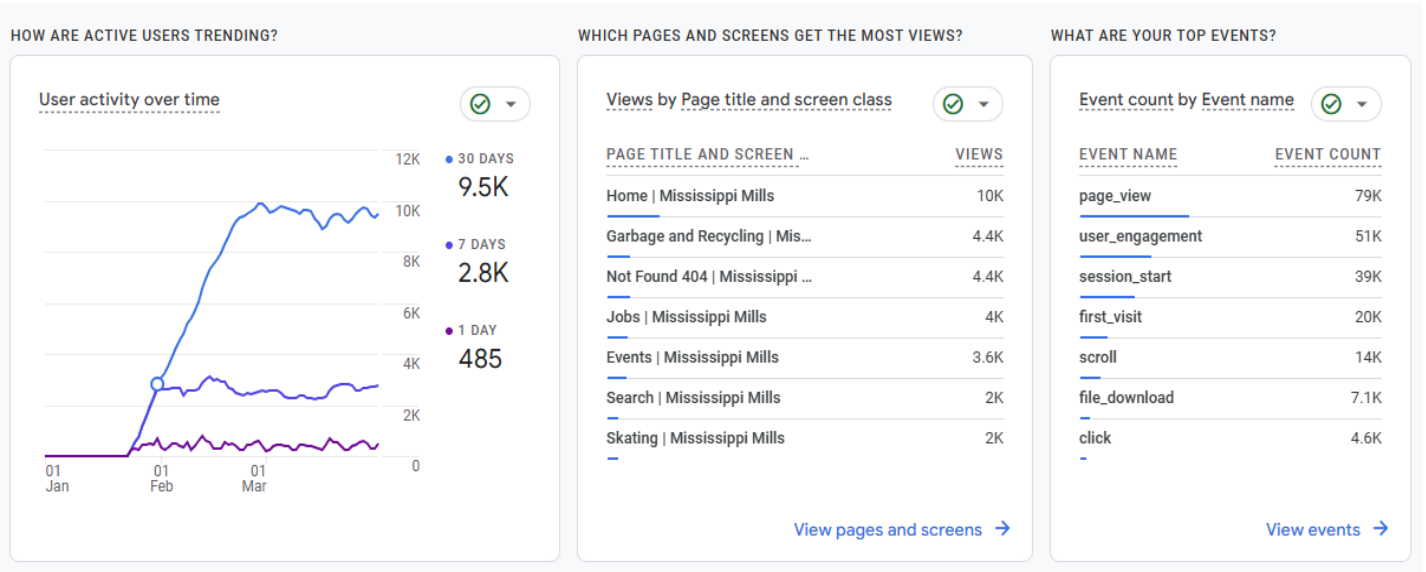 HOW ARE ACTIVE USERS TRENDING?
User activity over time
12K
10K
8K
6K
4K
2K
0
01 Jan
01 Feb
01 Mar
30 DAYS
9.5K
7 DAYS
2.8K
1 DAY
485
WHICH PAGES AND SCREENS GET THE MOST VIEWS?
Views by Page title and screen class
PAGE TITLE AND SCREEN ... VIEWS
Home | Mississippi Mills 10K
Garbage and Recycling | Mis... 4.4K
Not Found 404 | Mississippi ... 4.4K
Jobs | Mississippi Mills 4K
Events | Mississippi Mills 3.6K
Search | Mississippi Mills 2K
Skating | Mississippi Mills 2K
View pages and screens
WHAT ARE YOUR TOP EVENTS?
Event count by Event name
EVENT NAME EVENT COUNT
page_view 79K
user_engagement 51K
session_start 39K
first_visit 20K
scroll 14K
file_download 7.1K
click 4.6K
View events